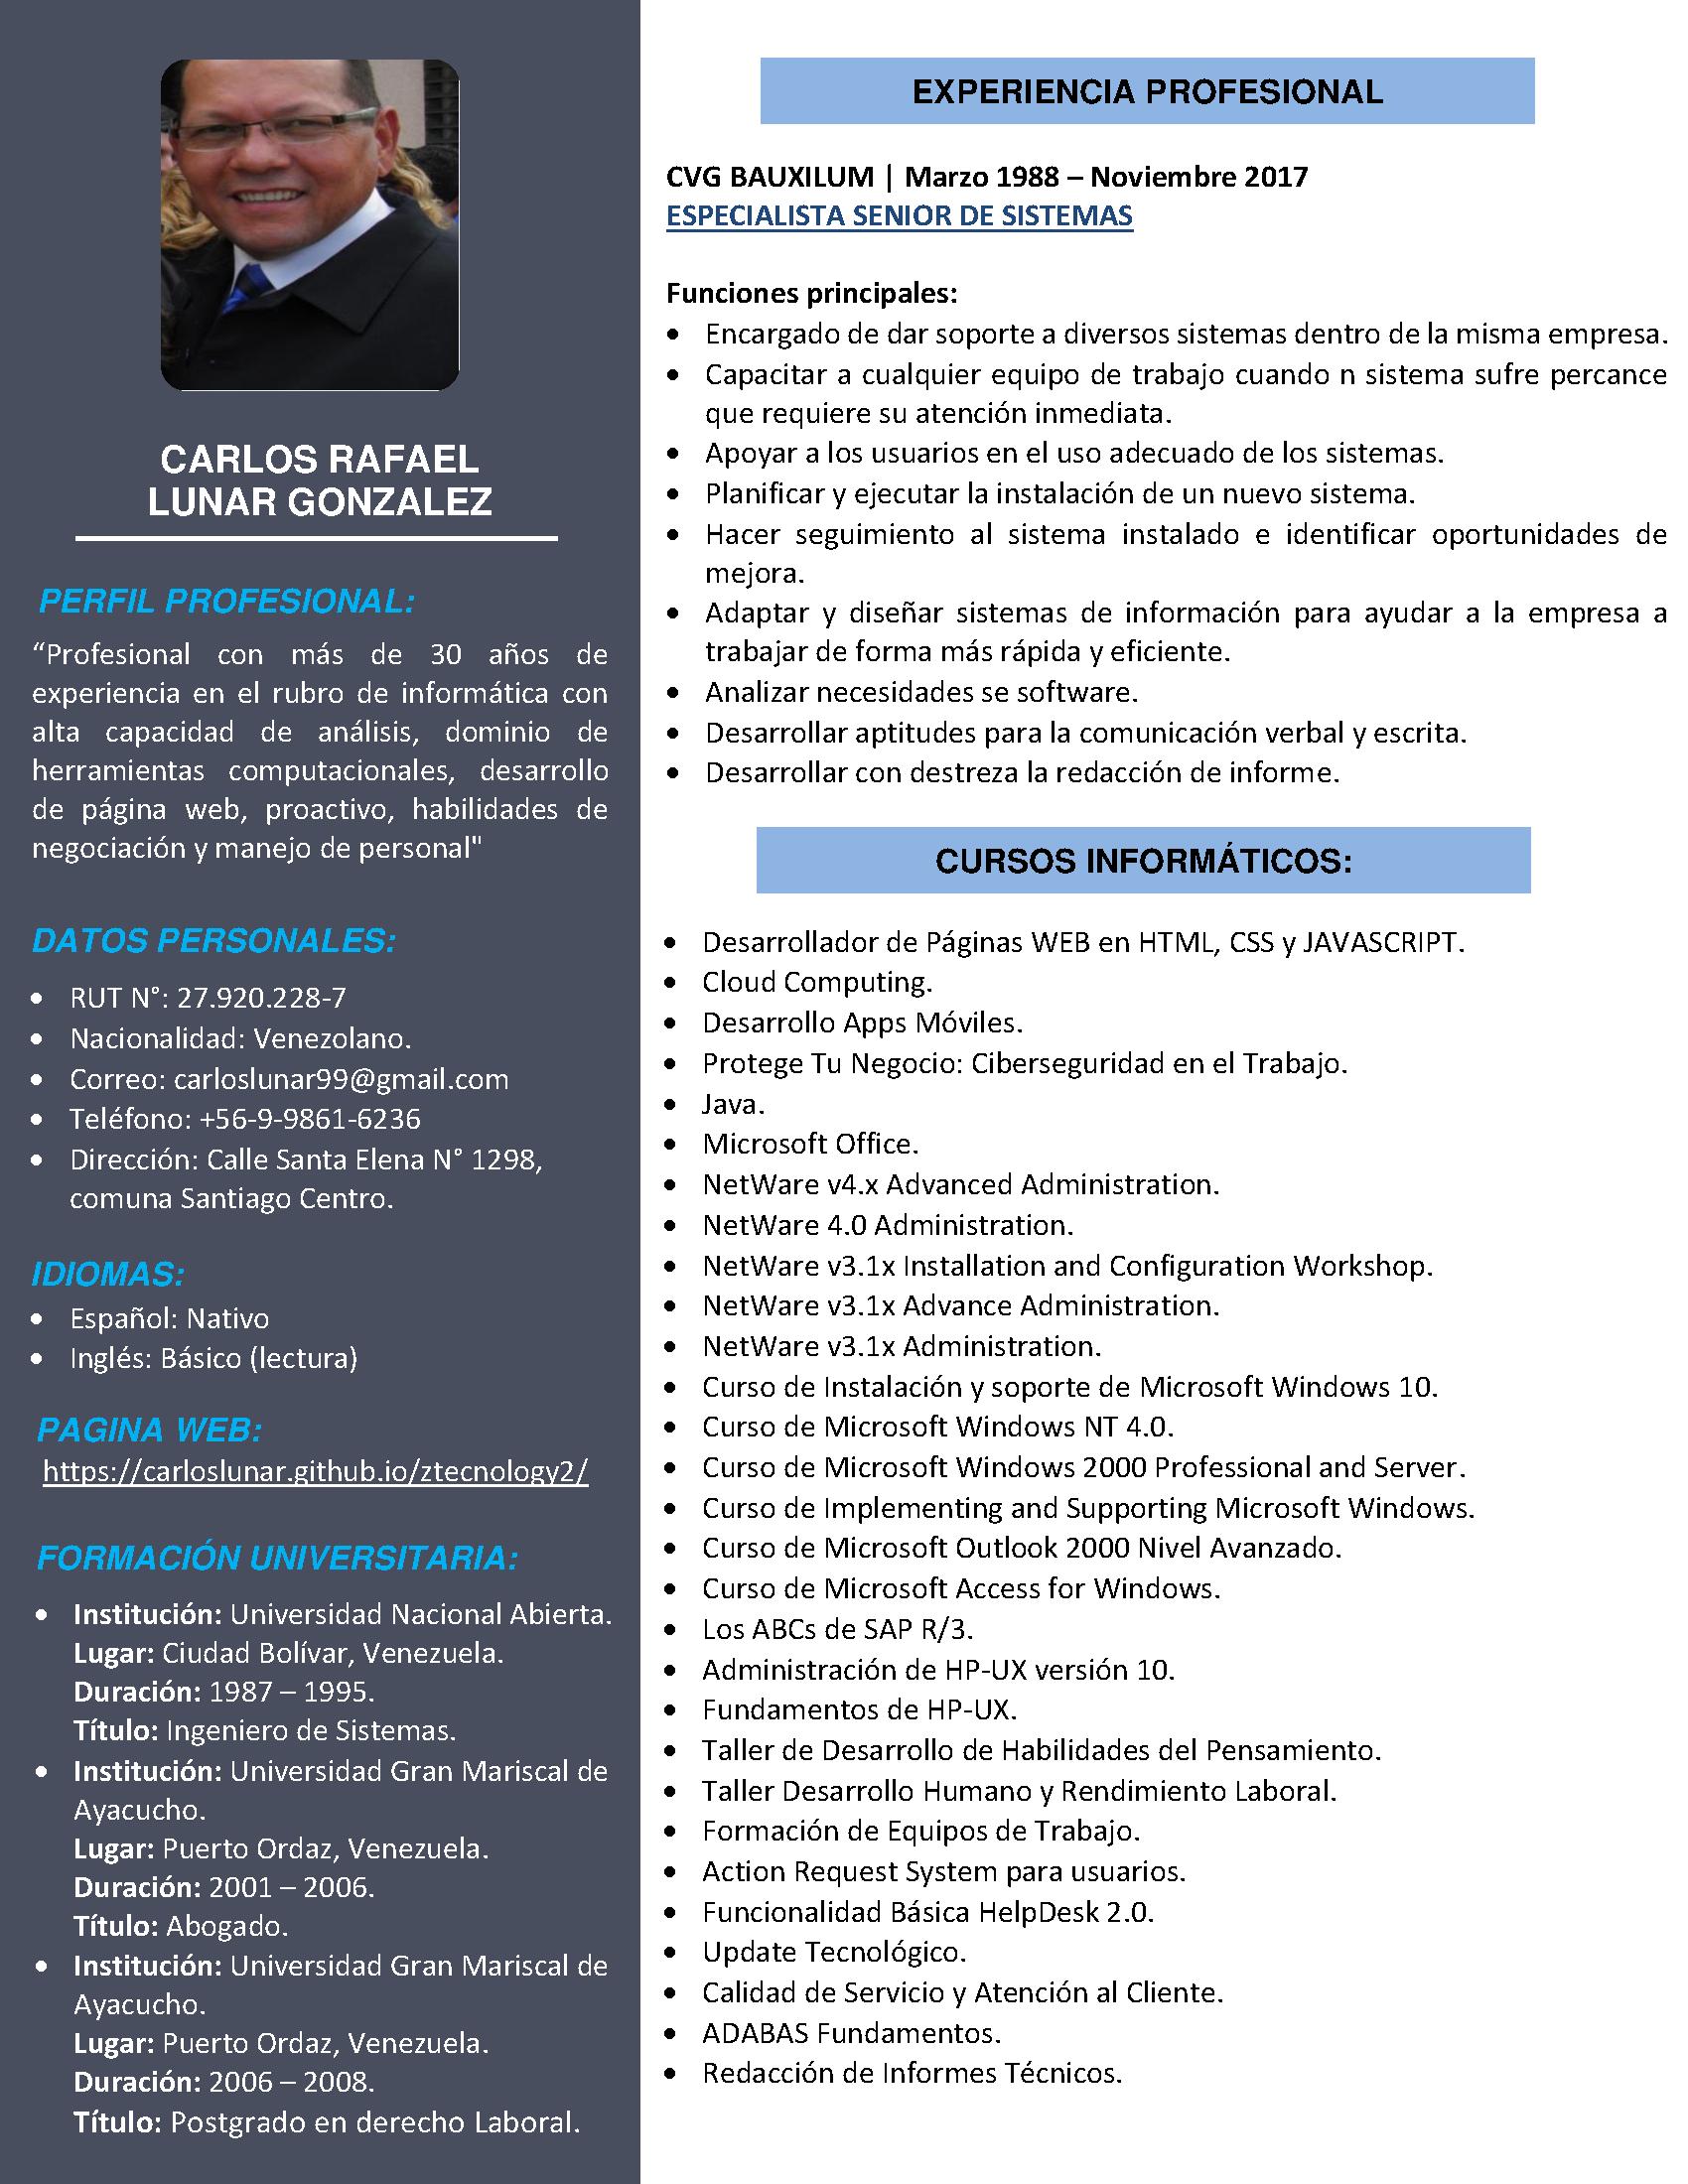 CARLOS RAFAEL
LUNAR GONZALEZ
PERFIL PROFESIONAL:
“Profesional con más de 30 años de
experiencia en el rubro de informática con
alta capacidad de análisis, dominio de
herramientas computacionales, desarrollo
de página web, proactivo, habilidades de
negociación y manejo de personal"
DATOS PERSONALES:
• RUT N°: 27.920.228-7
• Nacionalidad: Venezolano.
• Correo: carloslunar99@gmail.com
• Teléfono: +56-9-9861-6236
• Dirección: Calle Santa Elena N° 1298,
comuna Santiago Centro.
IDIOMAS:
• Español: Nativo
• Inglés: Básico (lectura)
PAGINA WEB:
https://carloslunar.github.io/ztecnology2/
FORMACIÓN UNIVERSITARIA:
• Institución: Universidad Nacional Abierta.
Lugar: Ciudad Bolívar, Venezuela.
Duración: 1987 – 1995.
Título: Ingeniero de Sistemas.
• Institución: Universidad Gran Mariscal de
Ayacucho.
Lugar: Puerto Ordaz, Venezuela.
Duración: 2001 – 2006.
Título: Abogado.
• Institución: Universidad Gran Mariscal de
Ayacucho.
Lugar: Puerto Ordaz, Venezuela.
Duración: 2006 – 2008.
Título: Postgrado en derecho Laboral.
EXPERIENCIA PROFESIONAL
CVG BAUXILUM | Marzo 1988 – Noviembre 2017
ESPECIALISTA SENIOR DE SISTEMAS
Funciones principales:
• Encargado de dar soporte a diversos sistemas dentro de la misma empresa.
• Capacitar a cualquier equipo de trabajo cuando n sistema sufre percance
que requiere su atención inmediata.
• Apoyar a los usuarios en el uso adecuado de los sistemas.
• Planificar y ejecutar la instalación de un nuevo sistema.
• Hacer seguimiento al sistema instalado e identificar oportunidades de
mejora.
• Adaptar y diseñar sistemas de información para ayudar a la empresa a
trabajar de forma más rápida y eficiente.
• Analizar necesidades se software.
• Desarrollar aptitudes para la comunicación verbal y escrita.
• Desarrollar con destreza la redacción de informe.
CURSOS INFORMÁTICOS:
• Desarrollador de Páginas WEB en HTML, CSS y JAVASCRIPT.
• Cloud Computing.
• Desarrollo Apps Móviles.
• Protege Tu Negocio: Ciberseguridad en el Trabajo.
• Java.
• Microsoft Office.
• NetWare v4.x Advanced Administration.
• NetWare 4.0 Administration.
• NetWare v3.1x Installation and Configuration Workshop.
• NetWare v3.1x Advance Administration.
• NetWare v3.1x Administration.
• Curso de Instalación y soporte de Microsoft Windows 10.
• Curso de Microsoft Windows NT 4.0.
• Curso de Microsoft Windows 2000 Professional and Server.
• Curso de Implementing and Supporting Microsoft Windows.
• Curso de Microsoft Outlook 2000 Nivel Avanzado.
• Curso de Microsoft Access for Windows.
• Los ABCs de SAP R/3.
• Administración de HP-UX versión 10.
• Fundamentos de HP-UX.
• Taller de Desarrollo de Habilidades del Pensamiento.
• Taller Desarrollo Humano y Rendimiento Laboral.
• Formación de Equipos de Trabajo.
• Action Request System para usuarios.
• Funcionalidad Básica HelpDesk 2.0.
• Update Tecnológico.
• Calidad de Servicio y Atención al Cliente.
• ADABAS Fundamentos.
• Redacción de Informes Técnicos.